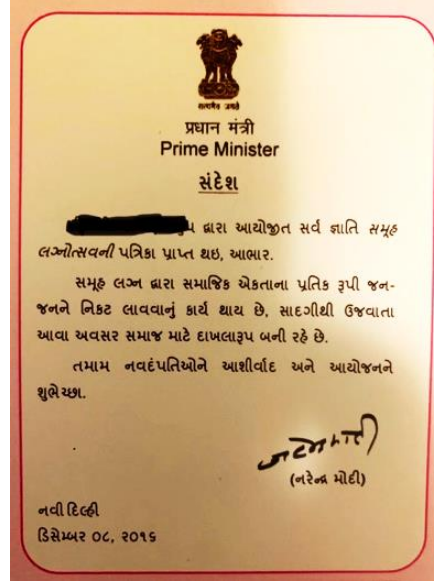 सत्यमेव जयते
प्रधान मंत्री
Prime Minister
સંદેશ
દ્વારા આયોજીત સર્વ જ્ઞાતિ સમૂહ
લગ્નોત્સવની પત્રિકા પ્રાપ્ત થઇ, આભાર.
સમૂહ લગ્ન દ્વારા સમાજિક એકતાના પ્રતિક રૂપી જન-
જનને નિકટ લાવવાનું કાર્ય થાય છે, સાદગીથી ઉજવાતા
આવા અવસર સમાજ માટે દાખલારૂપ બની રહે છે.
તમામ નવદંપતિઓને આશીર્વાદ અને આયોજનને
શુભેચ્છા.
(નરેન્દ્ર મોદી)
નવી દિલ્હી
ડિસેમ્બર ૦૮, ૨૦૧૬